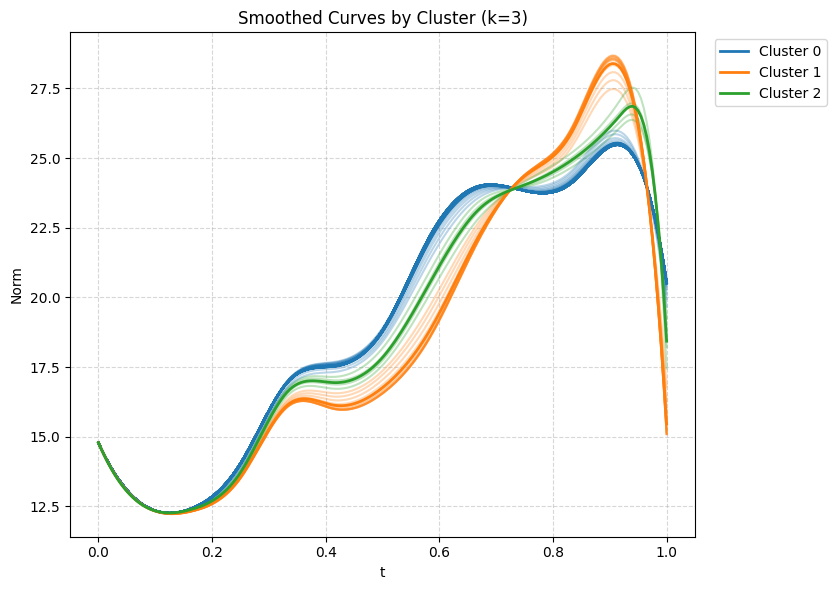 Smoothed Curves by Cluster (k=3)
Cluster 0
Cluster 1
Cluster 2
Norm
27.5
25.0
22.5
20.0
17.5
15.0
12.5
0.0 0.2 0.4 0.6 0.8 1.0
t